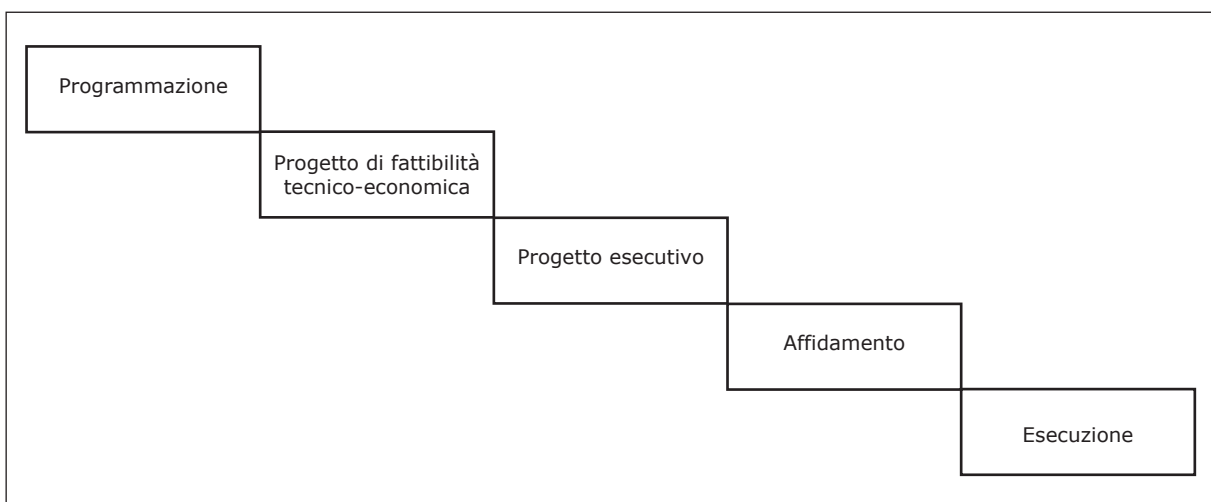 Programmazione
Progetto di fattibilità
tecnico-economica
Progetto esecutivo
Affidamento
Esecuzione